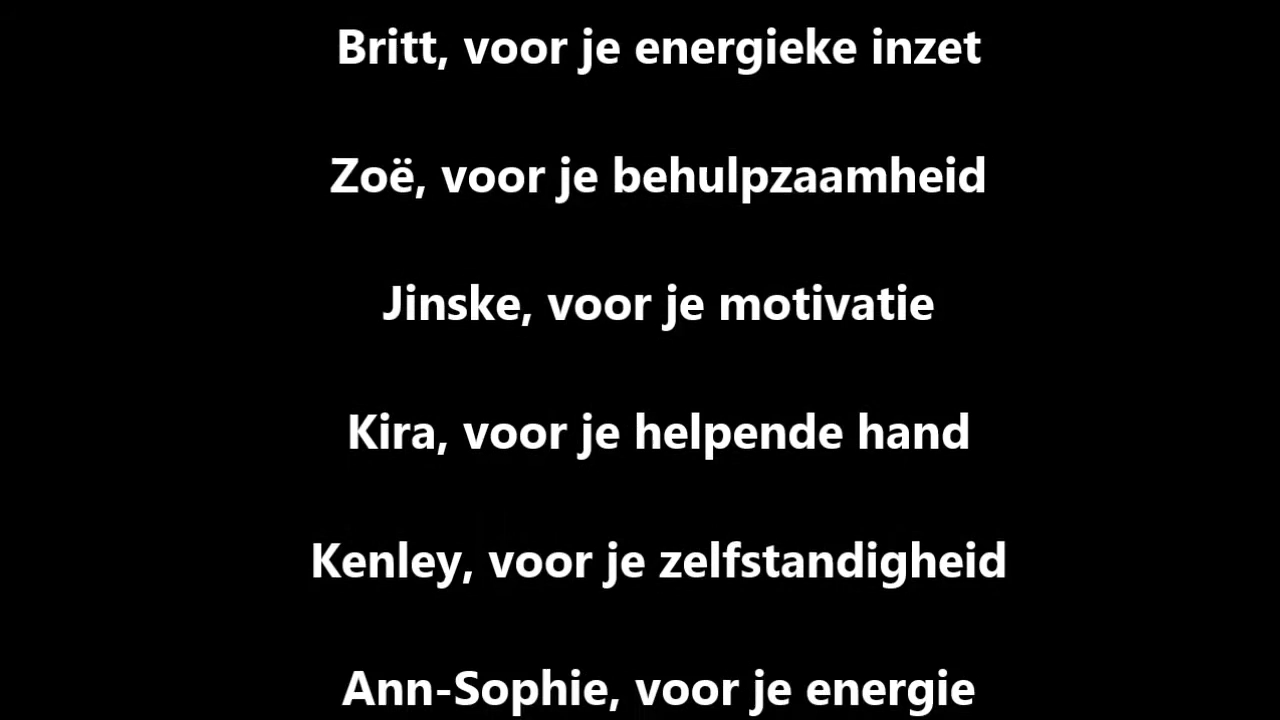 Britt, voor je energieke inzet
Zoë, voor je behulpzaamheid
Jinske, voor je motivatie
Kira, voor je helpende hand
Kenley, voor je zelfstandigheid
Ann-Sophie, voor je energie